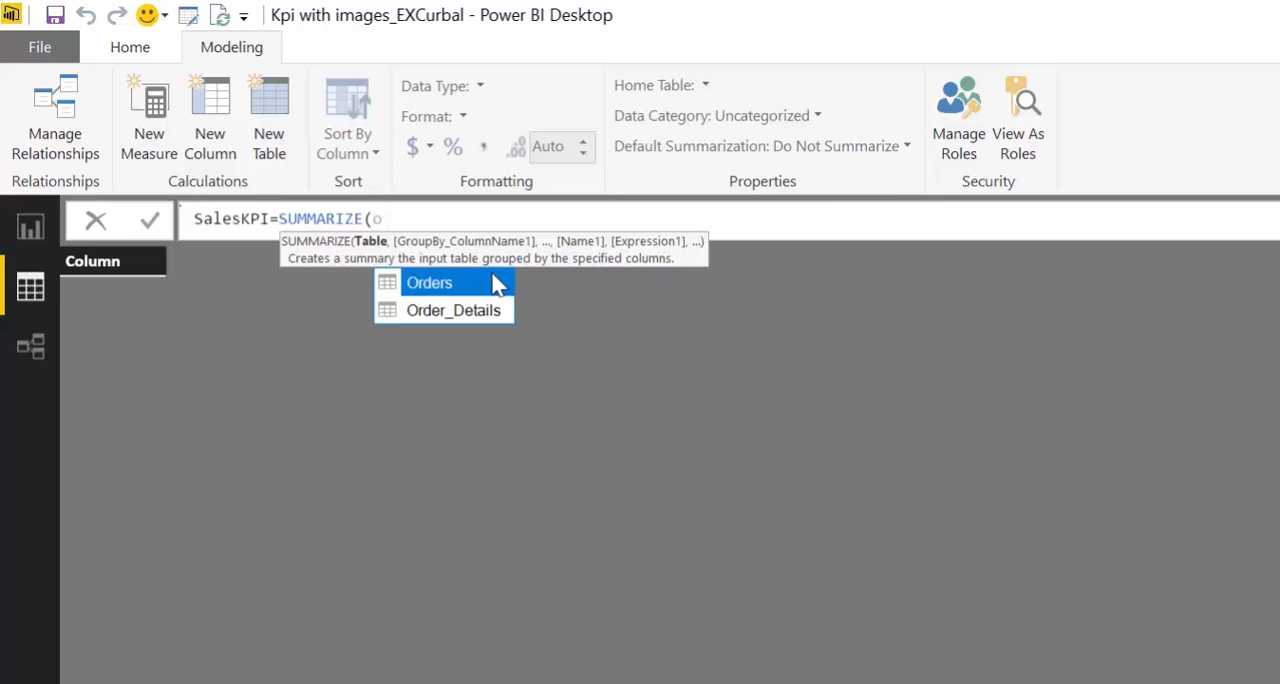 Kpi with images_EXCurbal - Power BI Desktop
File Home Modeling
Manage Relationships
New Measure
New Column
New Table
Sort By Column
Data Type:
Format:
$ % , .00 Auto
Home Table:
Data Category: Uncategorized
Default Summarization: Do Not Summarize
Manage Roles
View As Roles
Relationships Calculations Sort Formatting Properties Security
SalesKPI=SUMMARIZE(o
SUMMARIZE(Table, [GroupBy_ColumnName1], ..., [Name1], [Expression1], ...)
Creates a summary the input table grouped by the specified columns.
Column
Orders
Order_Details